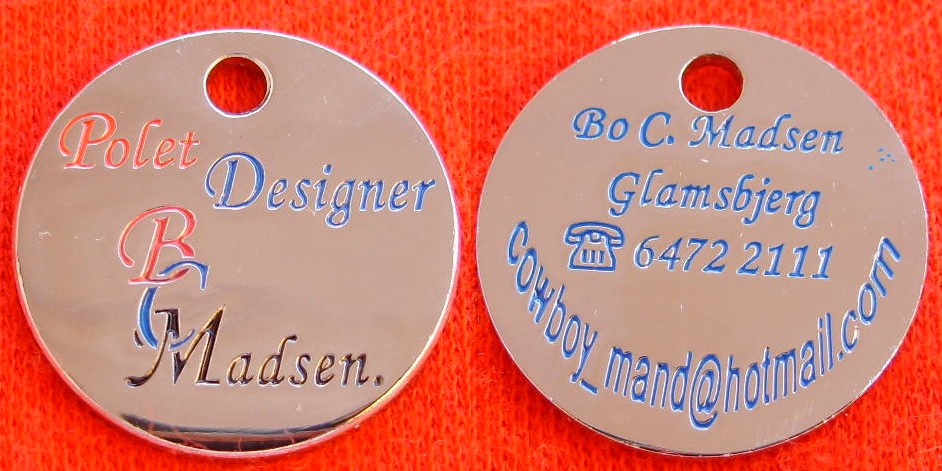 Polet
Designer
BC
Madsen.
Bo C. Madsen
Glamsbjerg
☏ 6472 2111
cowboy_mand@hotmail.com